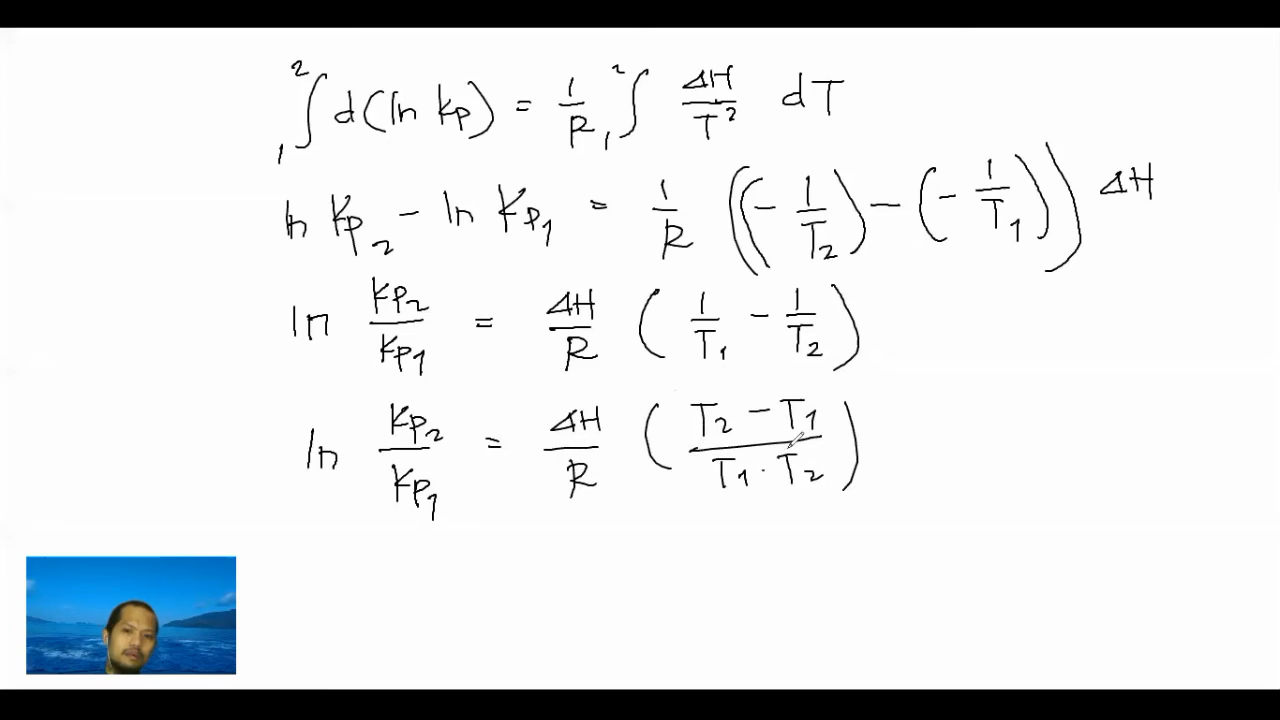 ₁∫² d(ln Kp) = 1/R ₁∫² ΔH/T² dT
ln Kp₂ - ln Kp₁ = 1/R ((-1/T₂) - (-1/T₁)) ΔH
ln Kp₂/Kp₁ = ΔH/R (1/T₁ - 1/T₂)
ln Kp₂/Kp₁ = ΔH/R ((T₂ - T₁)/(T₁ · T₂))